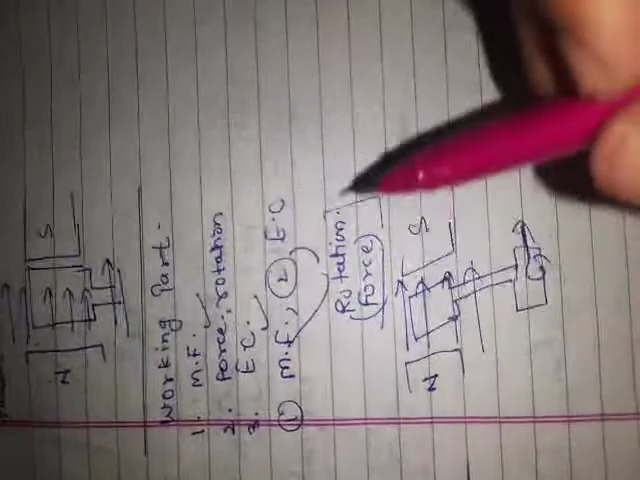 N S
Working Part.
1. M.F.
2. Force, rotation
3. E.C.
① M.F., ② E.C
Rotation.
(Force)
N S